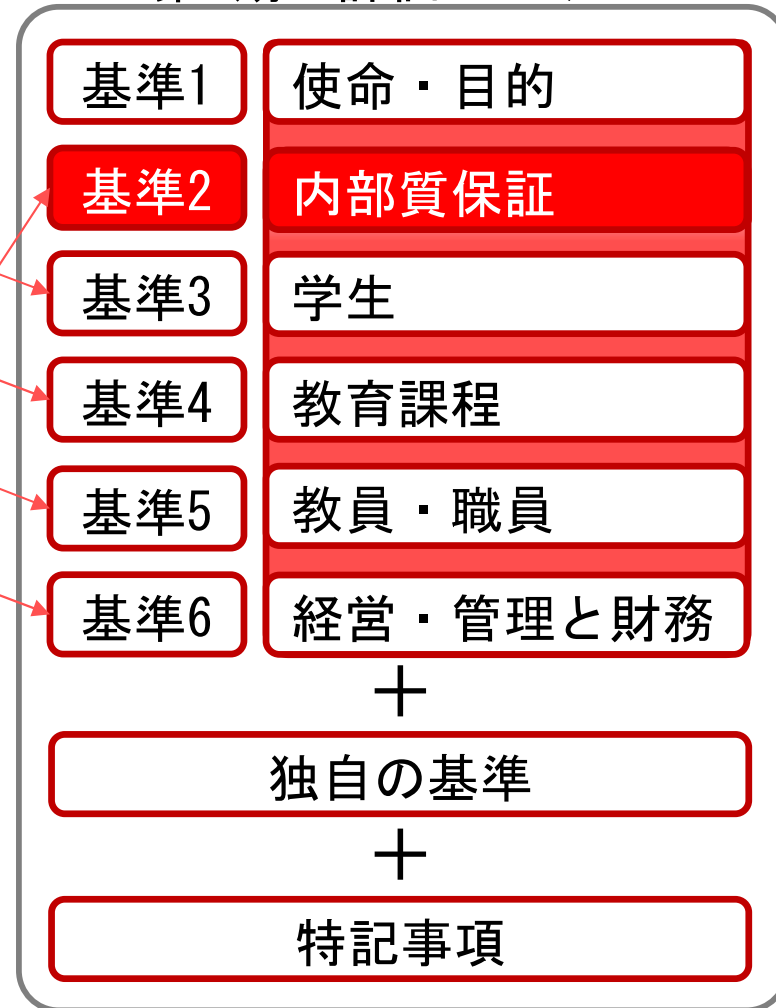 基準1 使命・目的
基準2 内部質保証
基準3 学生
基準4 教育課程
基準5 教員・職員
基準6 経営・管理と財務
＋
独自の基準
＋
特記事項